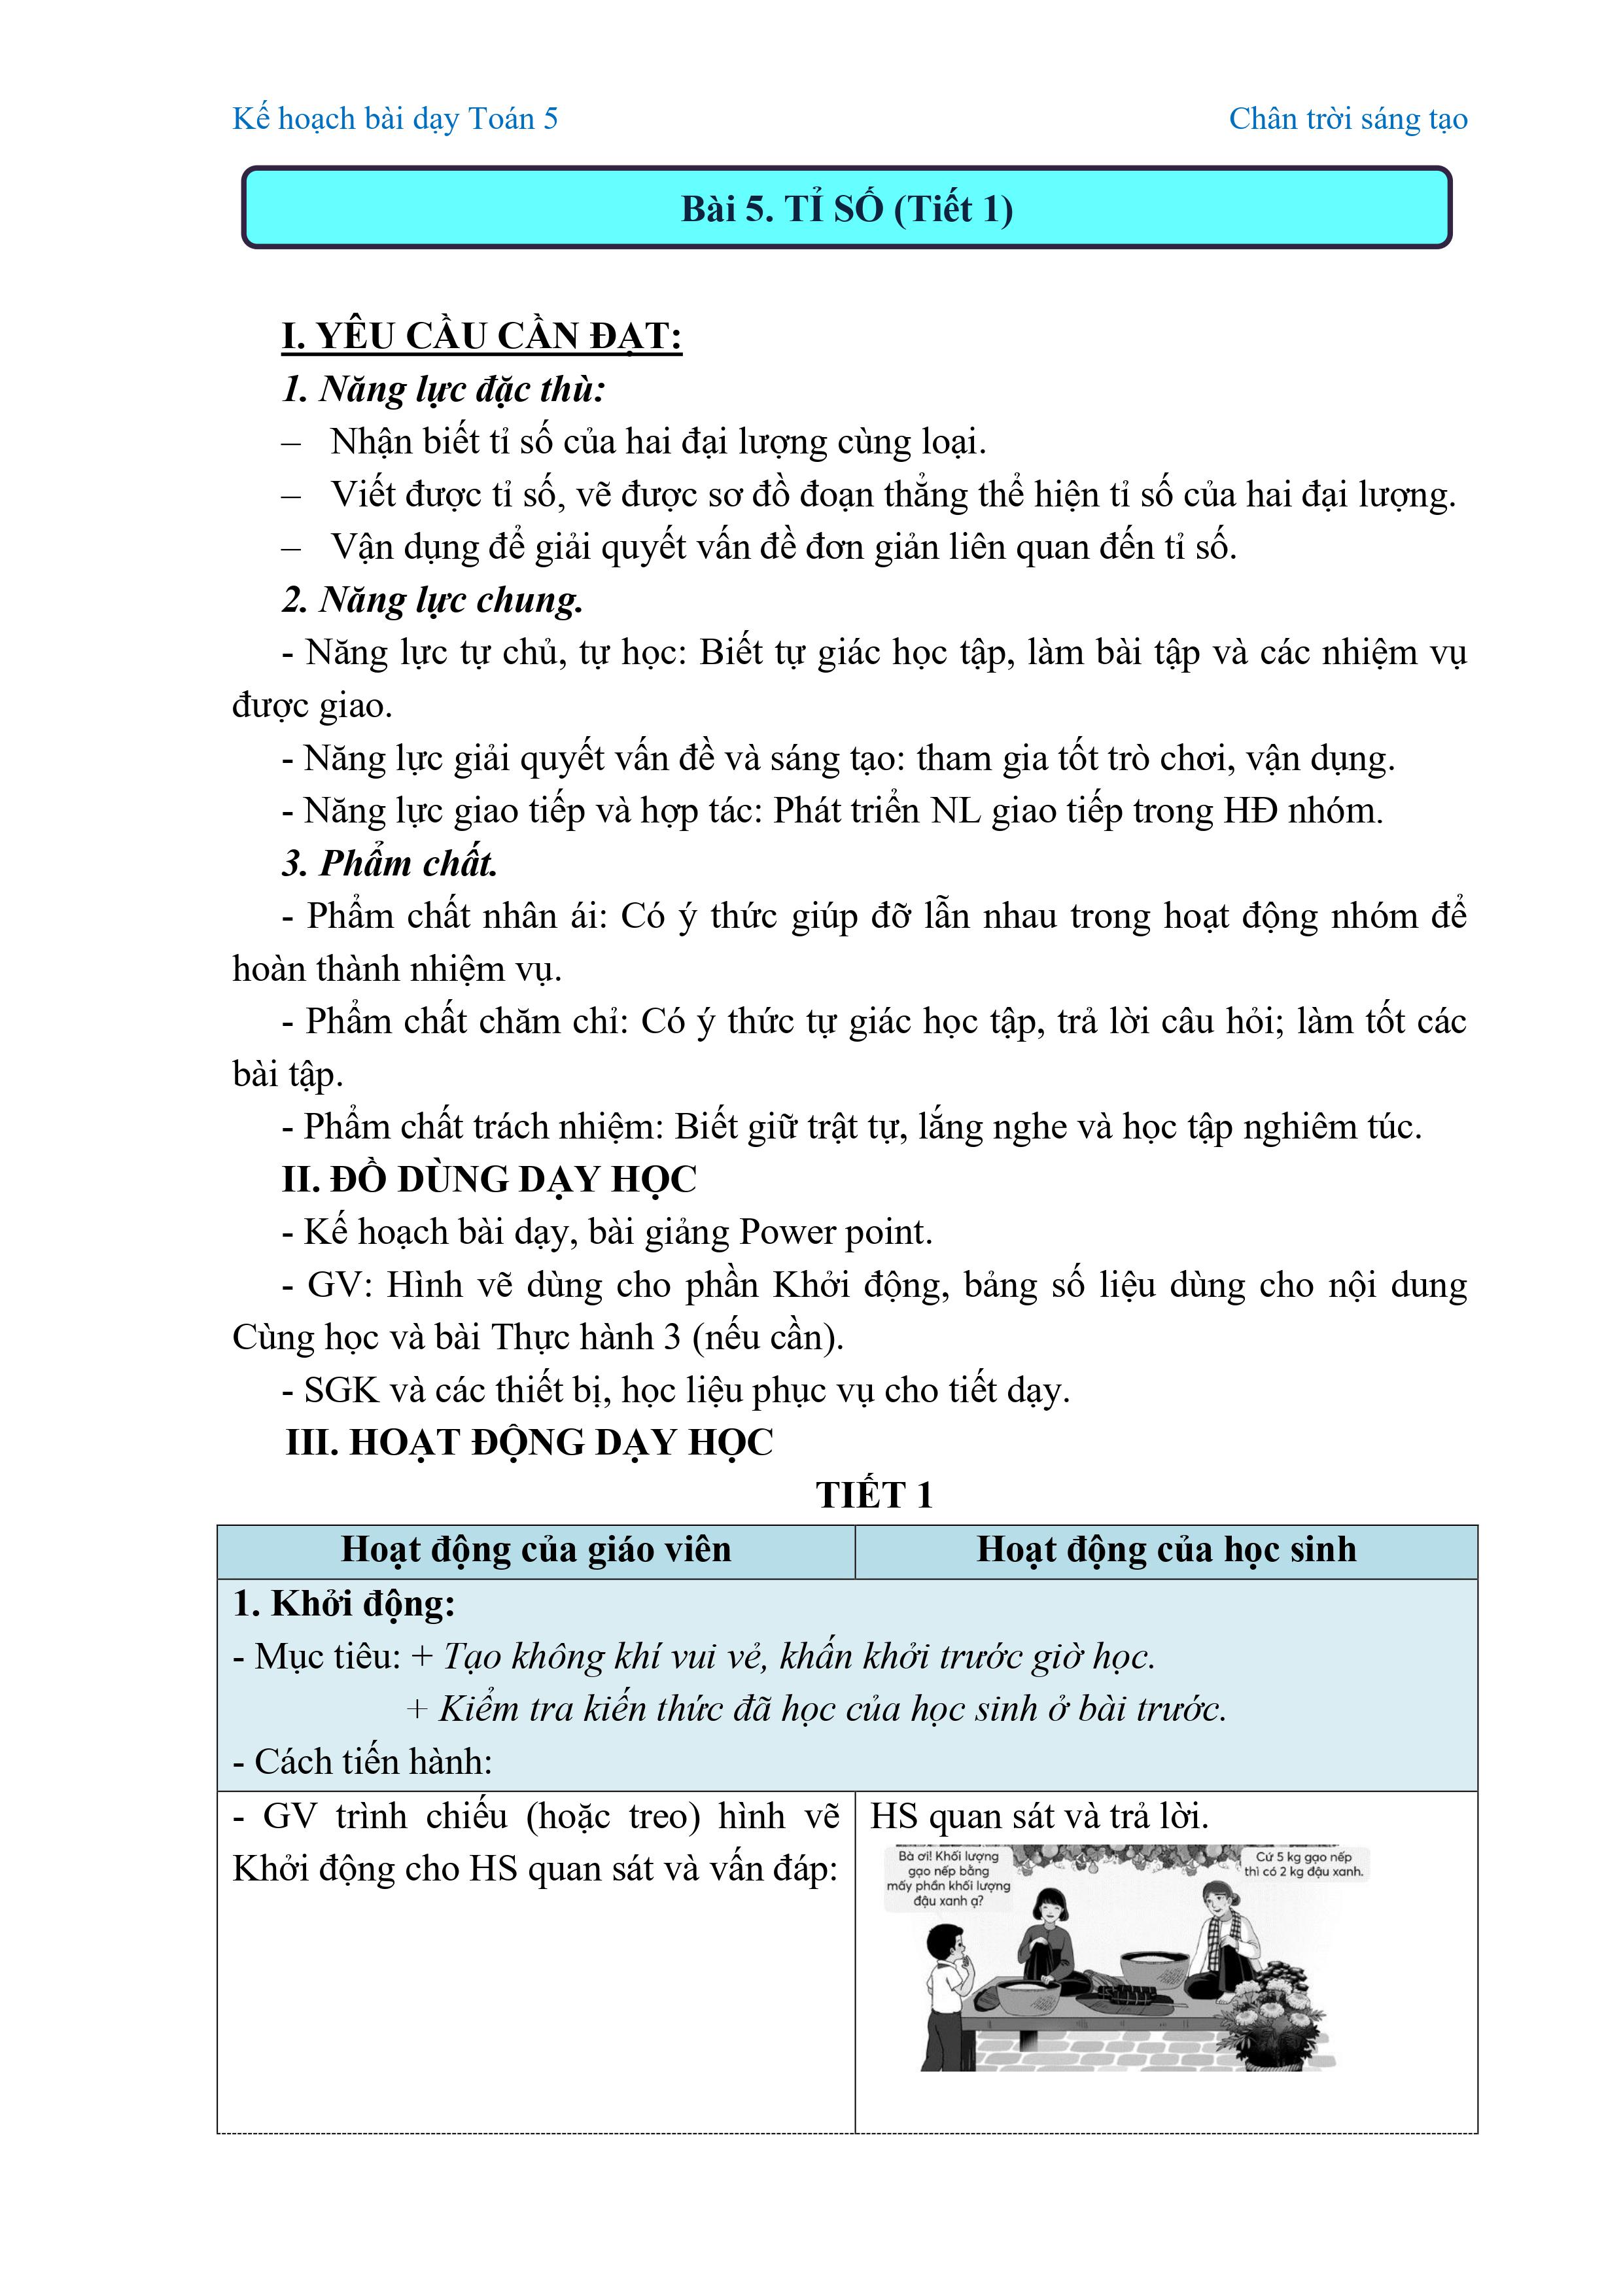 Kế hoạch bài dạy Toán 5 Chân trời sáng tạo
Bài 5. TỈ SỐ (Tiết 1)
I. YÊU CẦU CẦN ĐẠT:
1. Năng lực đặc thù:
– Nhận biết tỉ số của hai đại lượng cùng loại.
– Viết được tỉ số, vẽ được sơ đồ đoạn thẳng thể hiện tỉ số của hai đại lượng.
– Vận dụng để giải quyết vấn đề đơn giản liên quan đến tỉ số.
2. Năng lực chung.
- Năng lực tự chủ, tự học: Biết tự giác học tập, làm bài tập và các nhiệm vụ
được giao.
- Năng lực giải quyết vấn đề và sáng tạo: tham gia tốt trò chơi, vận dụng.
- Năng lực giao tiếp và hợp tác: Phát triển NL giao tiếp trong HĐ nhóm.
3. Phẩm chất.
- Phẩm chất nhân ái: Có ý thức giúp đỡ lẫn nhau trong hoạt động nhóm để
hoàn thành nhiệm vụ.
- Phẩm chất chăm chỉ: Có ý thức tự giác học tập, trả lời câu hỏi; làm tốt các
bài tập.
- Phẩm chất trách nhiệm: Biết giữ trật tự, lắng nghe và học tập nghiêm túc.
II. ĐỒ DÙNG DẠY HỌC
- Kế hoạch bài dạy, bài giảng Power point.
- GV: Hình vẽ dùng cho phần Khởi động, bảng số liệu dùng cho nội dung
Cùng học và bài Thực hành 3 (nếu cần).
- SGK và các thiết bị, học liệu phục vụ cho tiết dạy.
III. HOẠT ĐỘNG DẠY HỌC
TIẾT 1
Hoạt động của giáo viên Hoạt động của học sinh
1. Khởi động:
- Mục tiêu: + Tạo không khí vui vẻ, khấn khởi trước giờ học.
+ Kiểm tra kiến thức đã học của học sinh ở bài trước.
- Cách tiến hành:
- GV trình chiếu (hoặc treo) hình vẽ
Khởi động cho HS quan sát và vấn đáp:
HS quan sát và trả lời.
Bà ơi! Khối lượng
gạo nếp bằng
mấy phần khối lượng
đậu xanh ạ?
Cứ 5 kg gạo nếp
thì có 2 kg đậu xanh.